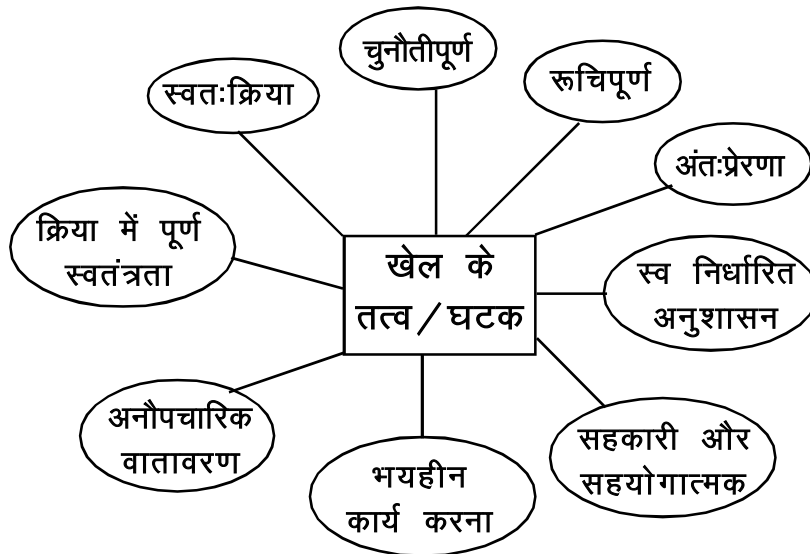 चुनौतीपूर्ण
स्वतःक्रिया
रूचिपूर्ण
अंतःप्रेरणा
क्रिया में पूर्ण
स्वतंत्रता
खेल के
तत्व/घटक
स्व निर्धारित
अनुशासन
अनौपचारिक
वातावरण
भयहीन
कार्य करना
सहकारी और
सहयोगात्मक